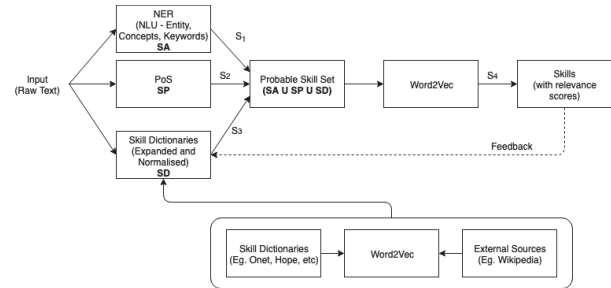 NER
(NLU - Entity,
Concepts, Keywords)
SA
S1
Input
(Raw Text)
PoS
SP
S2
Probable Skill Set
(SA U SP U SD)
Word2Vec
S4
Skills
(with relevance
scores)
S3
Skill Dictionaries
(Expanded and
Normalised)
SD
Feedback
Skill Dictionaries
(Eg. Onet, Hope, etc)
Word2Vec
External Sources
(Eg. Wikipedia)